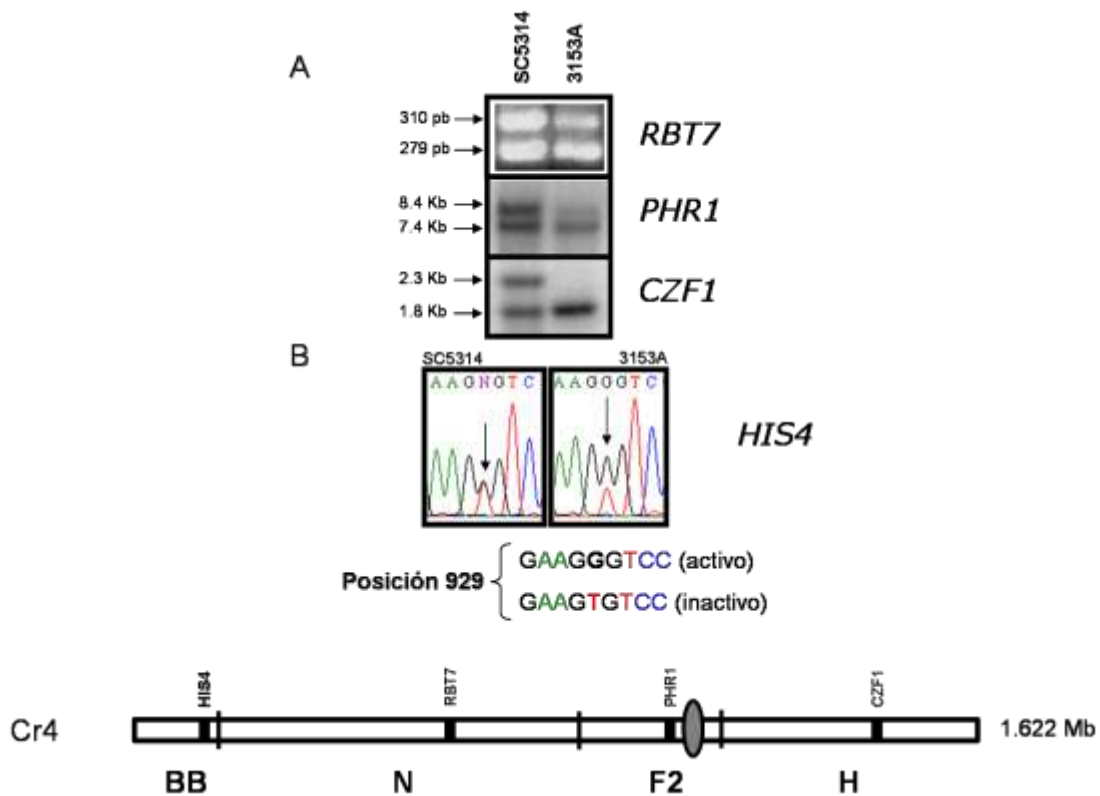 A
SC5314 3153A
310 pb
279 pb
RBT7
8.4 Kb
7.4 Kb
PHR1
2.3 Kb
1.8 Kb
CZF1
B
SC5314 3153A
A A G N G T C A A G G G T C
HIS4
Posición 929
GAAGGGTCC (activo)
GAAGTGTCC (inactivo)
HIS4 RBT7 PHR1 CZF1
Cr4 1.622 Mb
BB N F2 H